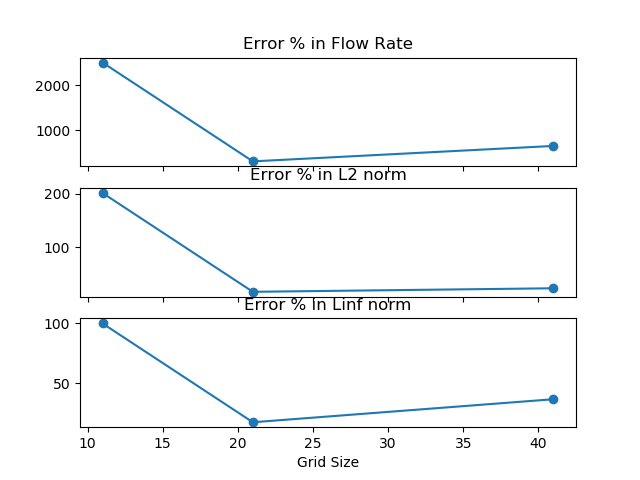 Error % in Flow Rate
2000
1000
Error % in L2 norm
200
100
Error % In Linf norm
100
50
10 15 20 25 30 35 40
Grid Size